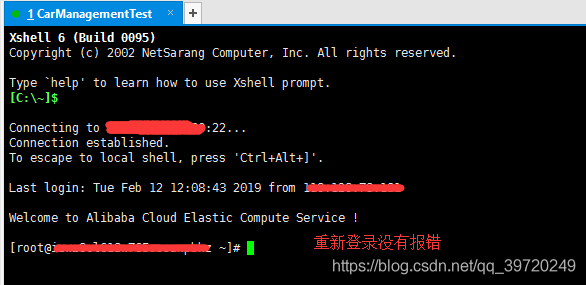 1 CarManagementTest × +
Xshell 6 (Build 0095)
Copyright (c) 2002 NetSarang Computer, Inc. All rights reserved.
Type `help' to learn how to use Xshell prompt.
[C:\~]$
Connecting to :22...
Connection established.
To escape to local shell, press 'Ctrl+Alt+]'.
Last login: Tue Feb 12 12:08:43 2019 from
Welcome to Alibaba Cloud Elastic Compute Service !
[root@ ~]#
重新登录没有报错
https://blog.csdn.net/qq_39720249